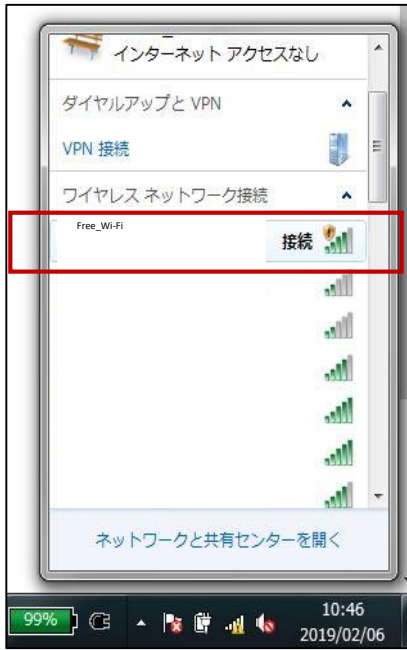 インターネット アクセスなし
ダイヤルアップと VPN
VPN 接続
ワイヤレス ネットワーク接続
Free_Wi-Fi
接続
ネットワークと共有センターを開く
99%
10:46
2019/02/06